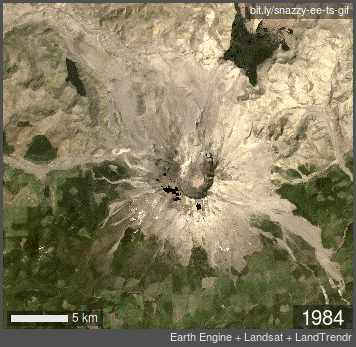 bit.ly/snazzy-ee-ts-gif
5 km
1984
Earth Engine + Landsat + LandTrendr